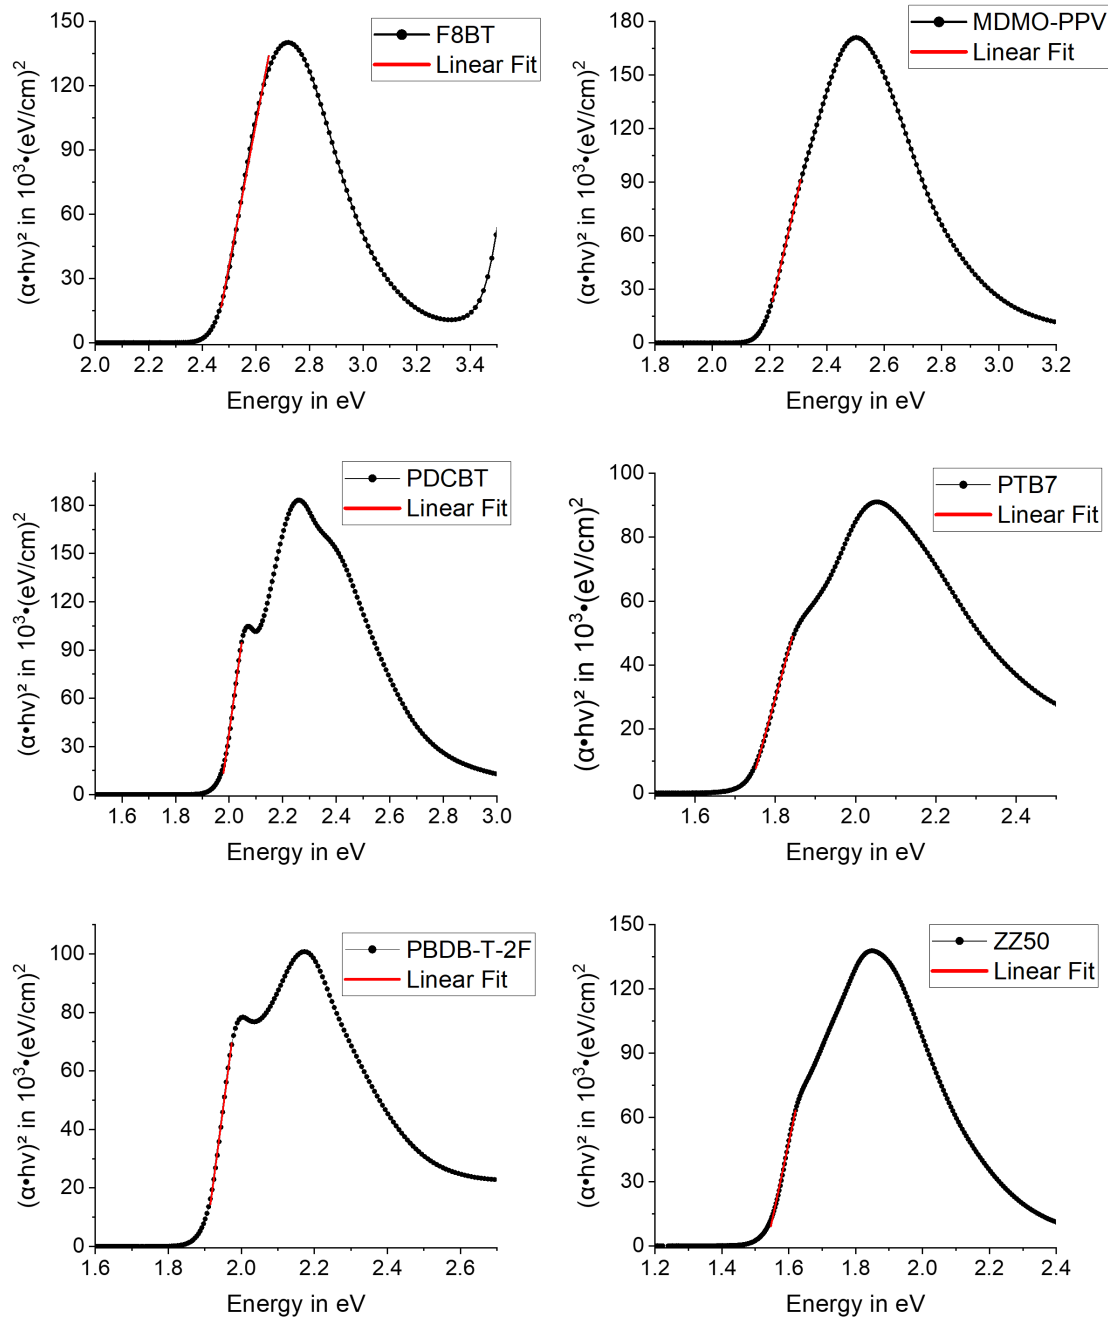 F8BT
Linear Fit
(α•hν)² in 10³•(eV/cm)²
150
120
90
60
30
0
2.0 2.2 2.4 2.6 2.8 3.0 3.2 3.4
Energy in eV
MDMO-PPV
Linear Fit
(α•hν)² in 10³•(eV/cm)²
180
150
120
90
60
30
0
1.8 2.0 2.2 2.4 2.6 2.8 3.0 3.2
Energy in eV
PDCBT
Linear Fit
(α•hν)² in 10³•(eV/cm)²
180
150
120
90
60
30
0
1.6 1.8 2.0 2.2 2.4 2.6 2.8 3.0
Energy in eV
PTB7
Linear Fit
(α•hν)² in 10³•(eV/cm)²
100
80
60
40
20
0
1.6 1.8 2.0 2.2 2.4
Energy in eV
PBDB-T-2F
Linear Fit
(α•hν)² in 10³•(eV/cm)²
100
80
60
40
20
0
1.6 1.8 2.0 2.2 2.4 2.6
Energy in eV
ZZ50
Linear Fit
(α•hν)² in 10³•(eV/cm)²
150
120
90
60
30
0
1.2 1.4 1.6 1.8 2.0 2.2 2.4
Energy in eV